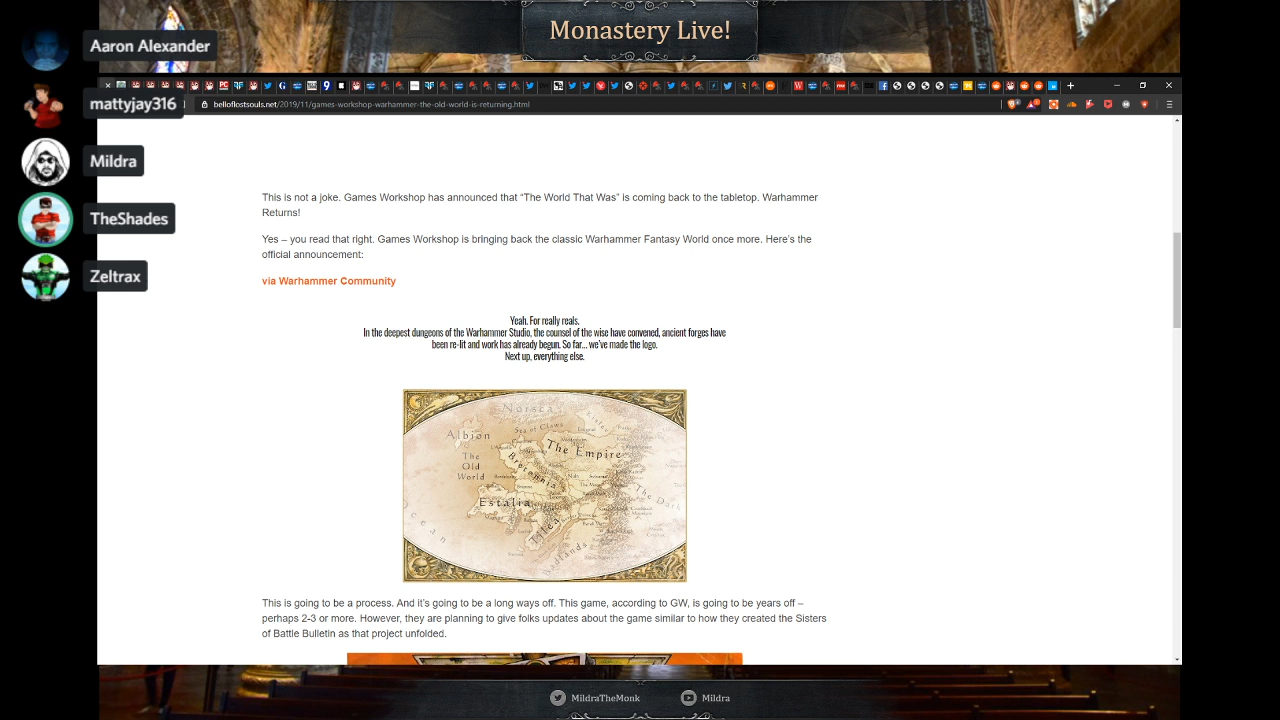 Monastery Live!
Aaron Alexander
mattyjay316
Mildra
TheShades
Zeltrax
belloflostsouls.net/2019/11/games-workshop-warhammer-the-old-world-is-returning.html
This is not a joke. Games Workshop has announced that “The World That Was” is coming back to the tabletop. Warhammer
Returns!
Yes – you read that right. Games Workshop is bringing back the classic Warhammer Fantasy World once more. Here’s the
official announcement:
via Warhammer Community
Yeah. For really reals.
In the deepest dungeons of the Warhammer Studio, the counsel of the wise have convened, ancient forges have
been re-lit and work has already begun. So far... we’ve made the logo.
Next up, everything else.
Norsca
Sea of Claws
Albion
The
Old
World
The Empire
Bretonnia
Estalia
Tilea
The Dark
Badlands
Ocean
This is going to be a process. And it’s going to be a long ways off. This game, according to GW, is going to be years off –
perhaps 2-3 or more. However, they are planning to give folks updates about the game similar to how they created the Sisters
of Battle Bulletin as that project unfolded.
MildraTheMonk
Mildra